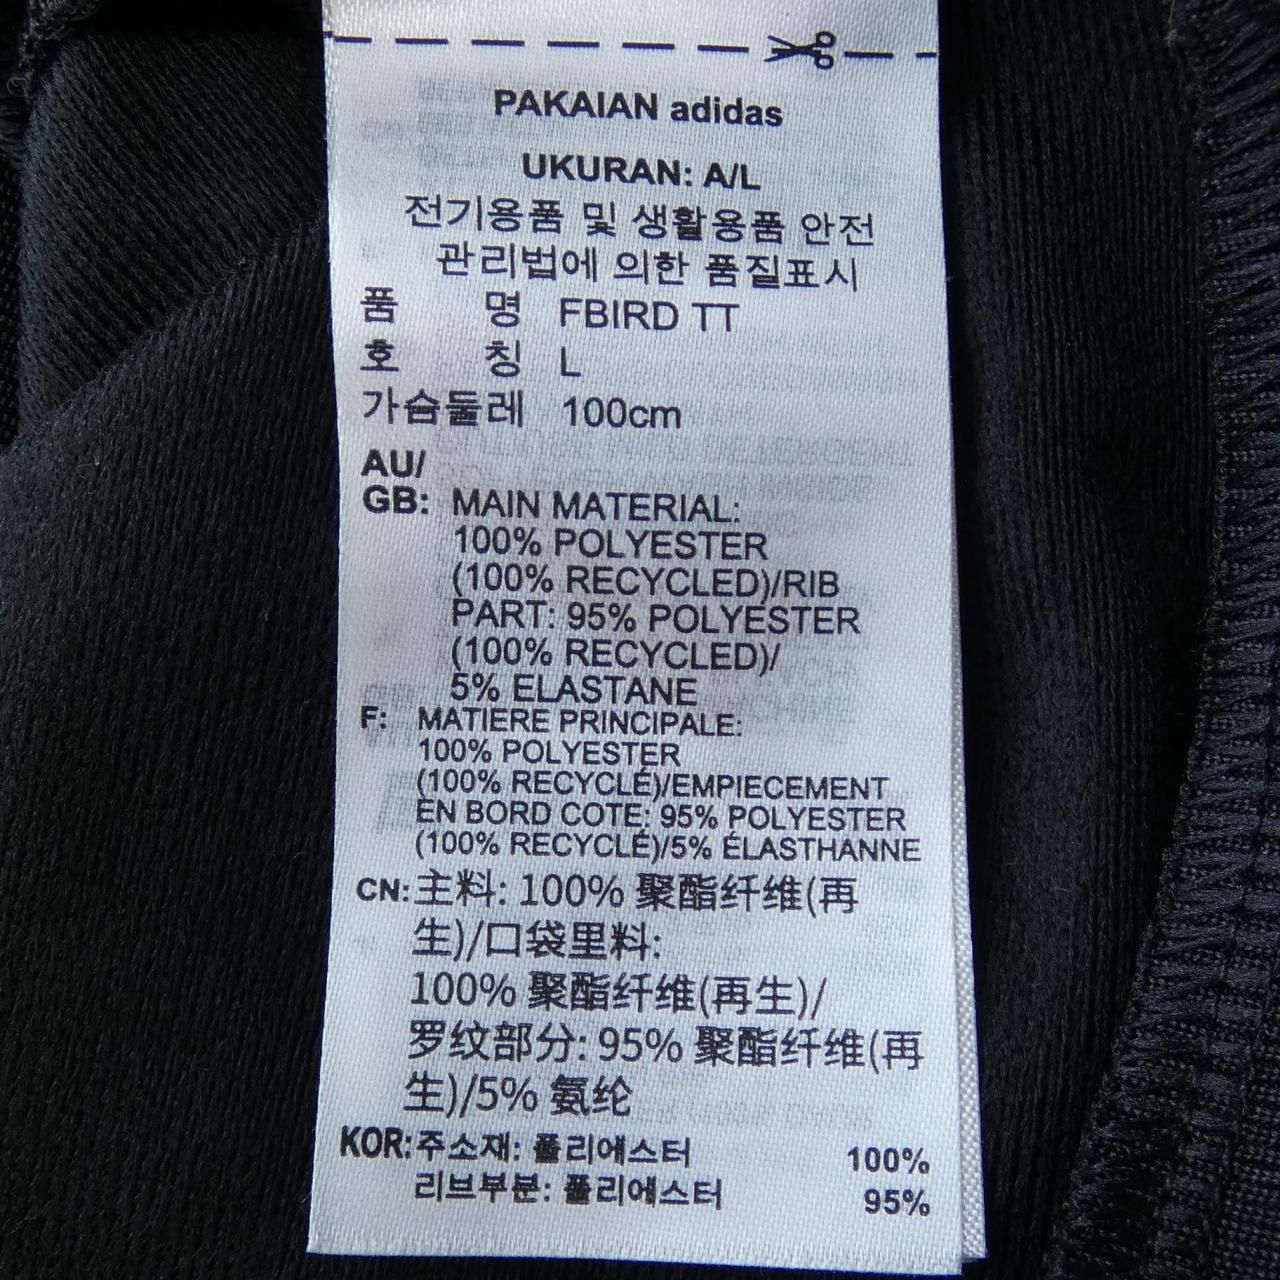 PAKAIAN adidas
UKURAN: A/L
전기용품 및 생활용품 안전
관리법에 의한 품질표시
품 명 FBIRD TT
호 칭 L
가슴둘레 100cm
AU/
GB: MAIN MATERIAL:
100% POLYESTER
(100% RECYCLED)/RIB
PART: 95% POLYESTER
(100% RECYCLED)/
5% ELASTANE
F: MATIERE PRINCIPALE:
100% POLYESTER
(100% RECYCLÉ)/EMPIECEMENT
EN BORD COTE: 95% POLYESTER
(100% RECYCLÉ)/5% ÉLASTHANNE
CN: 主料: 100% 聚酯纤维(再
生)/口袋里料:
100% 聚酯纤维(再生)/
罗纹部分: 95% 聚酯纤维(再
生)/5% 氨纶
KOR: 주소재: 폴리에스터 100%
리브부분: 폴리에스터 95%